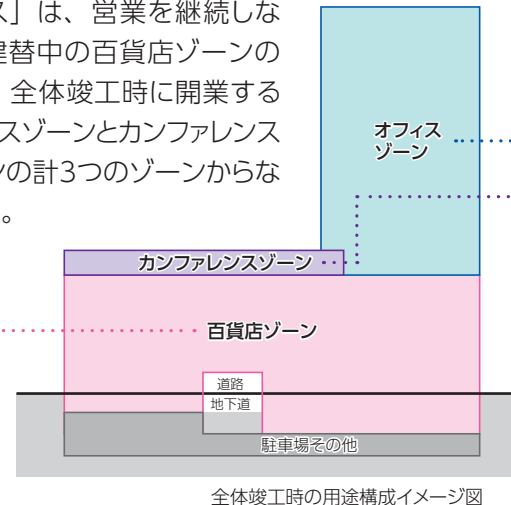 ス」は、営業を継続しな
建替中の百貨店ゾーンの
全体竣工時に開業する
スゾーンとカンファレンス
ンの計3つのゾーンからな
。
オフィス
ゾーン
カンファレンスゾーン
百貨店ゾーン
道路
地下道
駐車場その他
全体竣工時の用途構成イメージ図